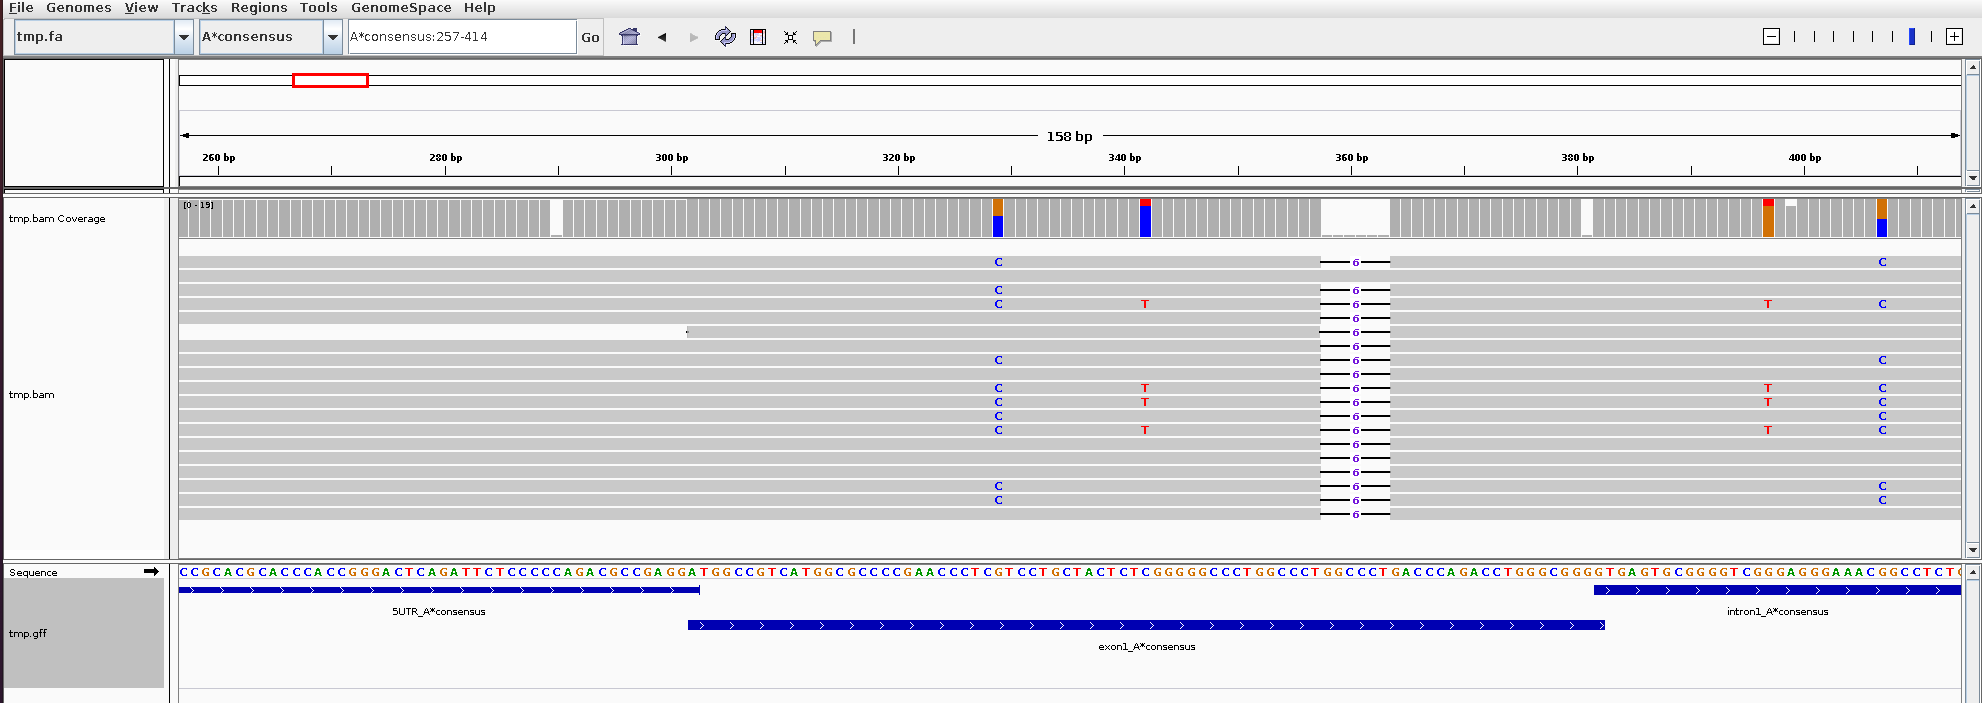 File Genomes View Tracks Regions Tools GenomeSpace Help
tmp.fa A*consensus A*consensus:257-414 Go
158 bp
260 bp 280 bp 300 bp 320 bp 340 bp 360 bp 380 bp 400 bp
[0 - 19]
tmp.bam Coverage
C 6 C
C 6
C T 6 T C
6
6
6
C 6 C
6
C T 6 T C
tmp.bam
C T 6 T C
C 6 C
C T 6 T C
6
6
6
C 6 C
C 6 C
6
Sequence CCGCACGCACCCACCGGGACTCAGATTCTCCCCCAGACGCCGAGGATGGCCGTCATGGCGCCCCGAACCCTCGTCCTGCTACTCTCGGGGGCCCTGGCCCTGGCCCTGACCCAGACCTGGGCGGGGTGAGTGCGGGGTCGGGAGGGAAACGGCCTCTG
5UTR_A*consensus intron1_A*consensus
tmp.gff
exon1_A*consensus